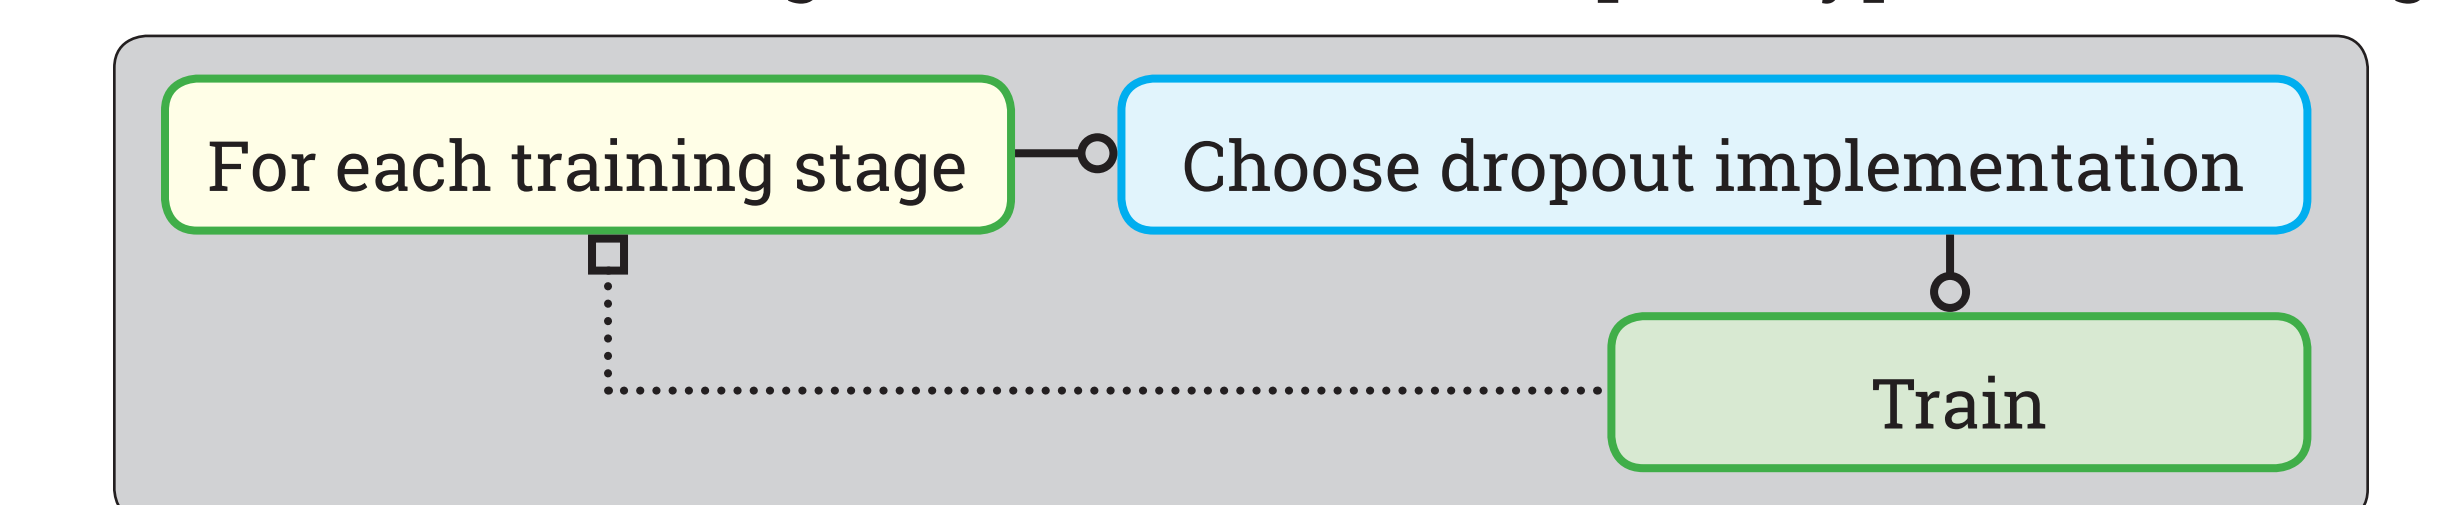 For each training stage
Choose dropout implementation
Train